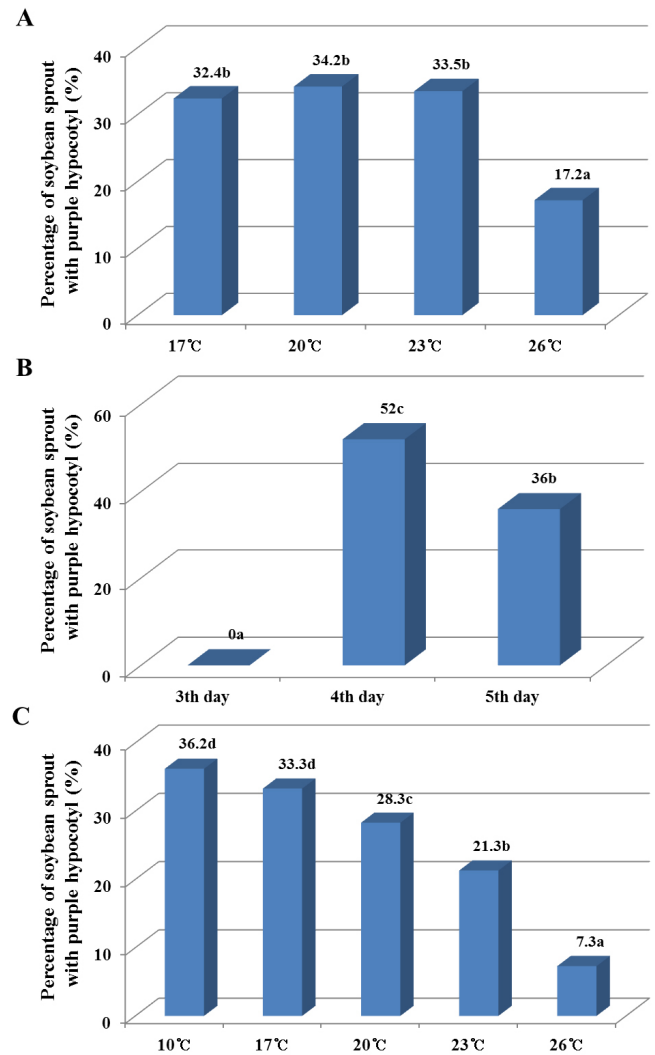 A
Percentage of soybean sprout
with purple hypocotyl (%)
40
30
20
10
0
32.4b
34.2b
33.5b
17.2a
17℃
20℃
23℃
26℃
B
Percentage of soybean sprout
with purple hypocotyl (%)
60
40
20
0
0a
52c
36b
3th day
4th day
5th day
C
Percentage of soybean sprout
with purple hypocotyl (%)
40
30
20
10
0
36.2d
33.3d
28.3c
21.3b
7.3a
10℃
17℃
20℃
23℃
26℃